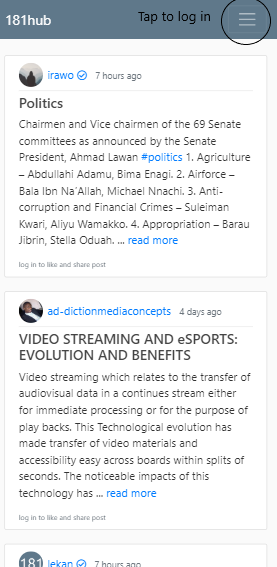 181hub
Tap to log in
irawo 7 hours ago
Politics
Chairmen and Vice chairmen of the 69 Senate
committees as announced by the Senate
President, Ahmad Lawan #politics 1. Agriculture
– Abdullahi Adamu, Bima Enagi. 2. Airforce –
Bala Ibn Na'Allah, Michael Nnachi. 3. Anti-
corruption and Financial Crimes – Suleiman
Kwari, Aliyu Wamakko. 4. Appropriation – Barau
Jibrin, Stella Oduah. ... read more
log in to like and share post
ad-dictionmediaconcepts 4 days ago
VIDEO STREAMING AND eSPORTS:
EVOLUTION AND BENEFITS
Video streaming which relates to the transfer of
audiovisual data in a continues stream either
for immediate processing or for the purpose of
play backs. This Technological evolution has
made transfer of video materials and
accessibility easy across boards within splits of
seconds. The noticeable impacts of this
technology has ... read more
log in to like and share post
181 lekan 7 hours ago